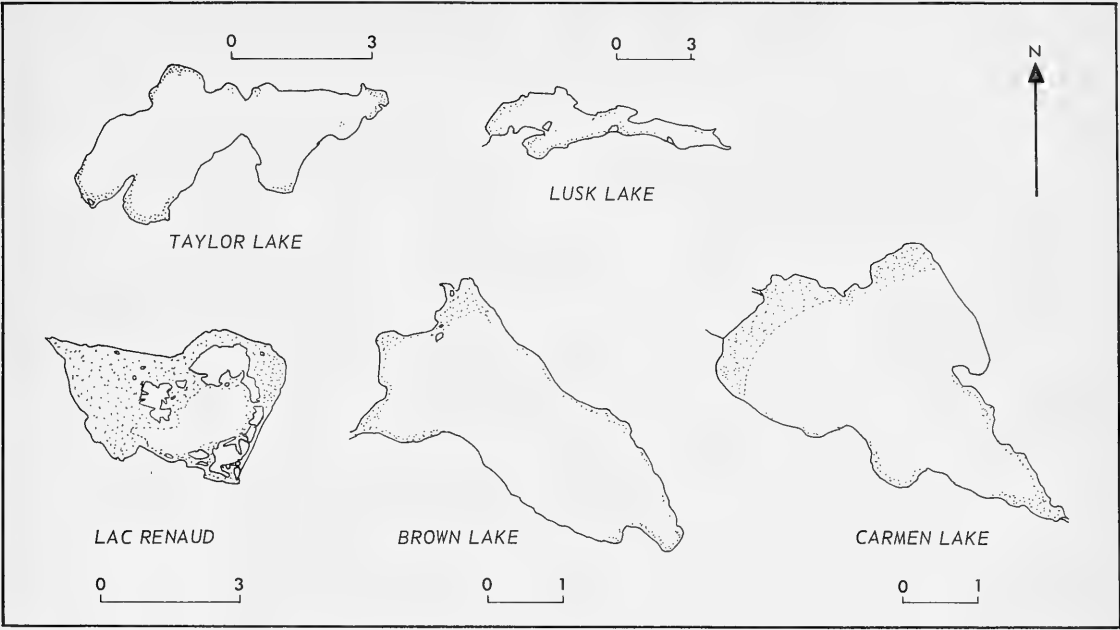 0 3
0 3
N
TAYLOR LAKE
LUSK LAKE
LAC RENAUD
BROWN LAKE
CARMEN LAKE
0 3
0 1
0 1